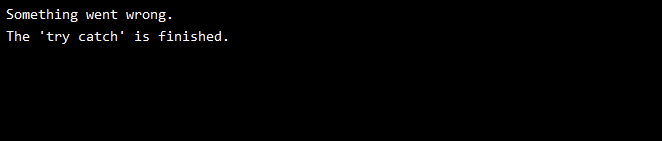 Something went wrong.
The 'try catch' is finished.